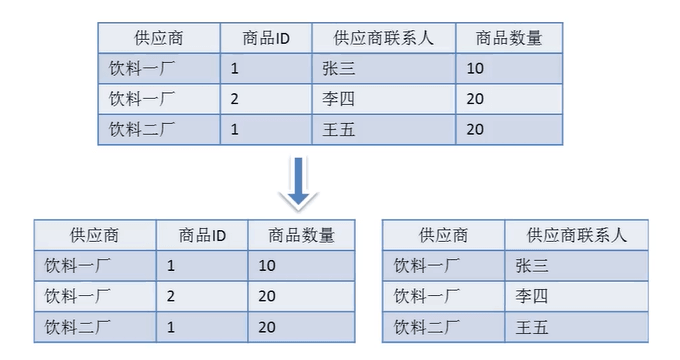 供应商 商品ID 供应商联系人 商品数量
饮料一厂 1 张三 10
饮料一厂 2 李四 20
饮料二厂 1 王五 20
供应商 商品ID 商品数量
饮料一厂 1 10
饮料一厂 2 20
饮料二厂 1 20
供应商 供应商联系人
饮料一厂 张三
饮料一厂 李四
饮料二厂 王五